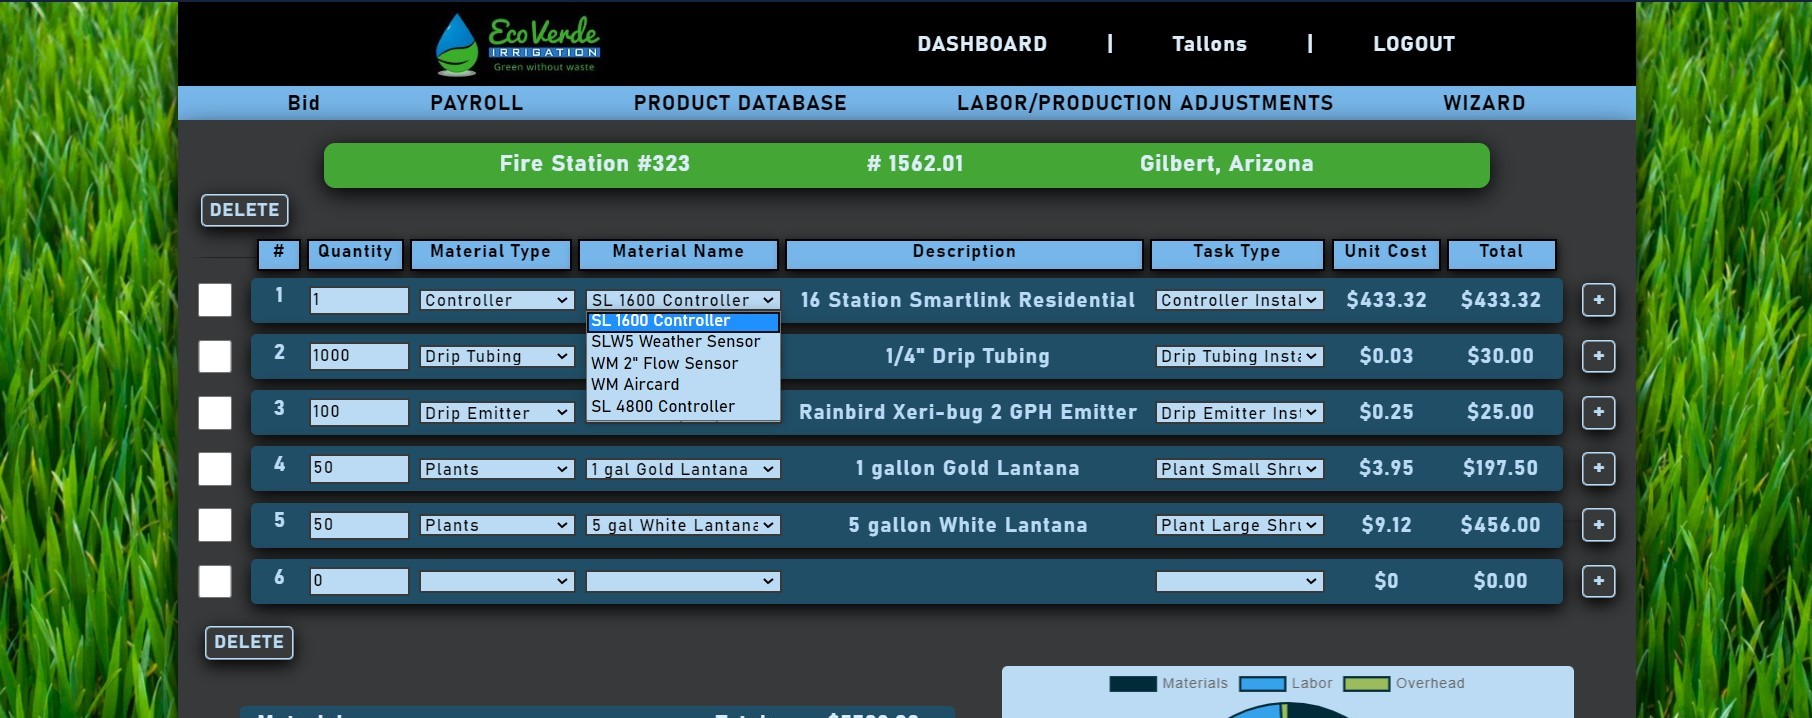 EcoVerde
IRRIGATION
Green without waste
DASHBOARD | Tallons | LOGOUT
Bid PAYROLL PRODUCT DATABASE LABOR/PRODUCTION ADJUSTMENTS WIZARD
Fire Station #323 # 1562.01 Gilbert, Arizona
DELETE
# Quantity Material Type Material Name Description Task Type Unit Cost Total
1 1 Controller SL 1600 Controller 16 Station Smartlink Residential Controller Instal $433.32 $433.32 +
SL 1600 Controller
SLW5 Weather Sensor
WM 2" Flow Sensor
WM Aircard
SL 4800 Controller
2 1000 Drip Tubing 1/4" Drip Tubing Drip Tubing Insta $0.03 $30.00 +
3 100 Drip Emitter Rainbird Xeri-bug 2 GPH Emitter Drip Emitter Inst $0.25 $25.00 +
4 50 Plants 1 gal Gold Lantana 1 gallon Gold Lantana Plant Small Shru $3.95 $197.50 +
5 50 Plants 5 gal White Lantana 5 gallon White Lantana Plant Large Shru $9.12 $456.00 +
6 0 $0 $0.00 +
DELETE
Materials Labor Overhead